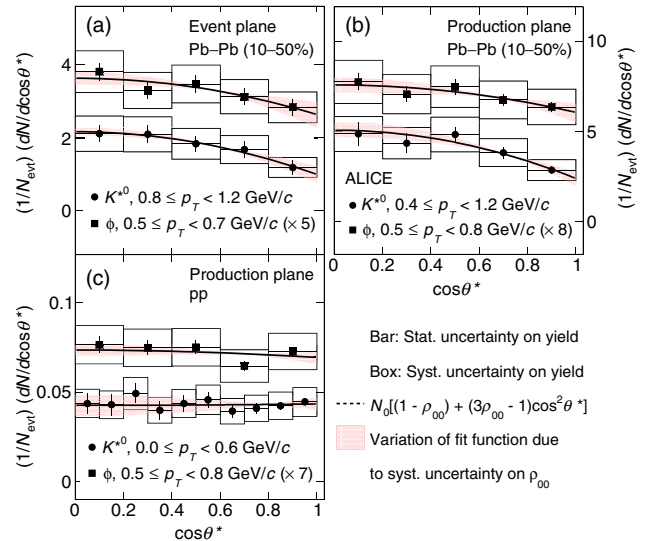 (a)
Event plane
Pb–Pb (10–50%)
4
2
0
(1/N_evt) (dN/dcosθ*)
K*⁰, 0.8 ≤ p_T < 1.2 GeV/c
ϕ, 0.5 ≤ p_T < 0.7 GeV/c (× 5)
(b)
Production plane
Pb–Pb (10–50%)
10
5
0
(1/N_evt) (dN/dcosθ*)
ALICE
K*⁰, 0.4 ≤ p_T < 1.2 GeV/c
ϕ, 0.5 ≤ p_T < 0.8 GeV/c (× 8)
0 0.2 0.4 0.6 0.8 1
cosθ*
(c)
Production plane
pp
0.1
0.05
0
(1/N_evt) (dN/dcosθ*)
K*⁰, 0.0 ≤ p_T < 0.6 GeV/c
ϕ, 0.5 ≤ p_T < 0.8 GeV/c (× 7)
0 0.2 0.4 0.6 0.8 1
cosθ*
Bar: Stat. uncertainty on yield
Box: Syst. uncertainty on yield
N₀[(1 - ρ₀₀) + (3ρ₀₀ - 1)cos²θ*]
Variation of fit function due
to syst. uncertainty on ρ₀₀